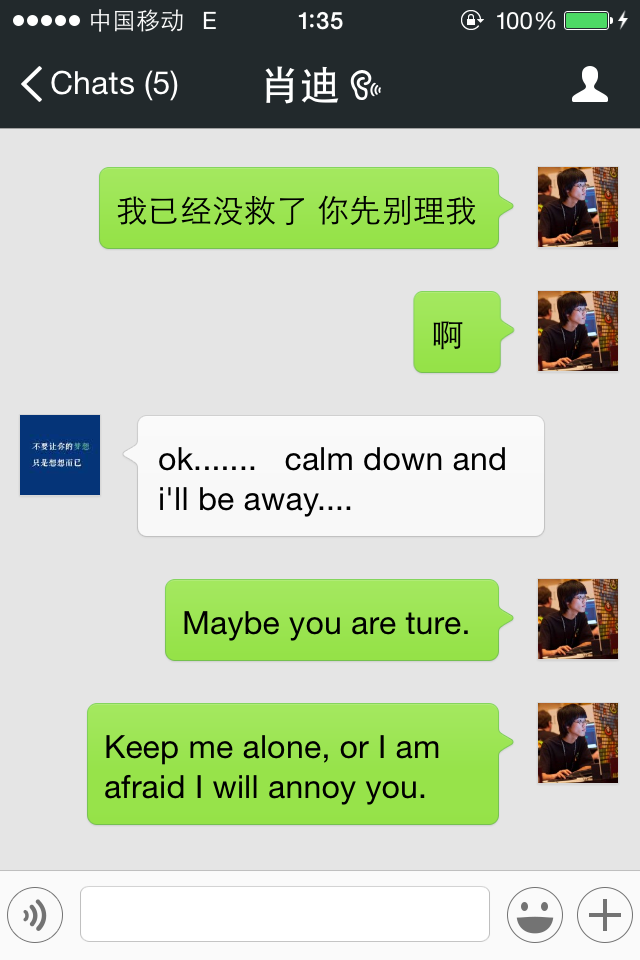 中国移动 E 1:35 100%
Chats (5) 肖迪
我已经没救了 你先别理我
啊
不要让你的梦想
只是想想而已
ok....... calm down and
i'll be away....
Maybe you are ture.
Keep me alone, or I am
afraid I will annoy you.